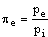 π_e = p_e / p_i